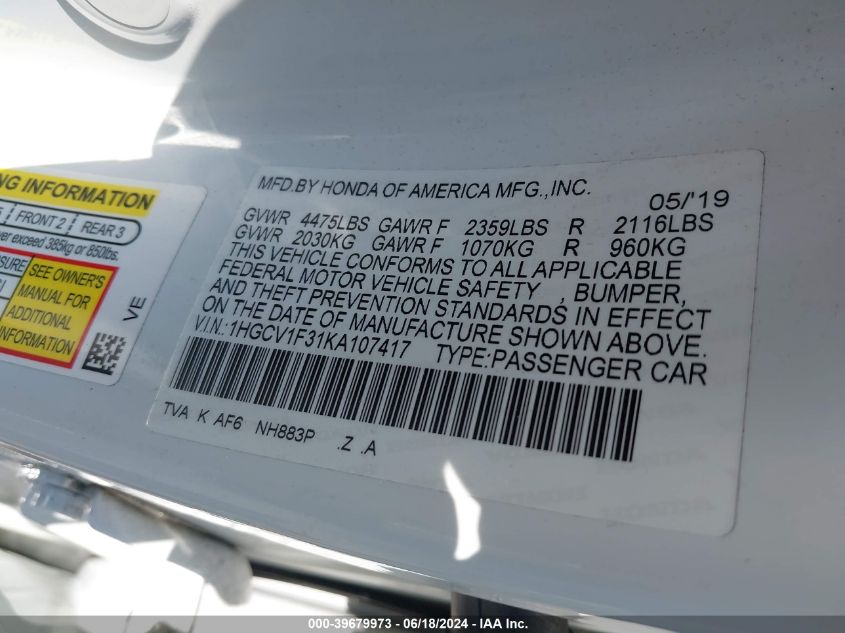 NG INFORMATION
FRONT 2 REAR 3
ver exceed 385kg or 850lbs.
SURE
SEE OWNER'S
MANUAL FOR
ADDITIONAL
INFORMATION
VE
MFD.BY HONDA OF AMERICA MFG.,INC. 05/'19
GVWR 4475LBS GAWR F 2359LBS R 2116LBS
GVWR 2030KG GAWR F 1070KG R 960KG
THIS VEHICLE CONFORMS TO ALL APPLICABLE
FEDERAL MOTOR VEHICLE SAFETY , BUMPER,
AND THEFT PREVENTION STANDARDS IN EFFECT
ON THE DATE OF MANUFACTURE SHOWN ABOVE.
V.I.N.:1HGCV1F31KA107417 TYPE:PASSENGER CAR
TVA K AF6 NH883P .Z .A
000-39679973 - 06/18/2024 - IAA Inc.